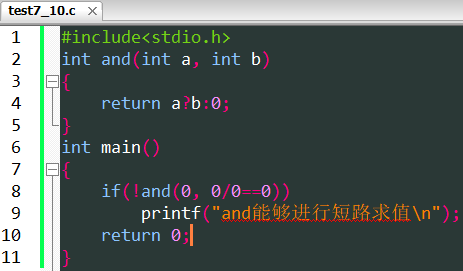 test7_10.c ×
1 #include<stdio.h>
2 int and(int a, int b)
3 {
4 return a?b:0;
5 }
6 int main()
7 {
8 if(!and(0, 0/0==0))
9 printf("and能够进行短路求值\n");
10 return 0;
11 }